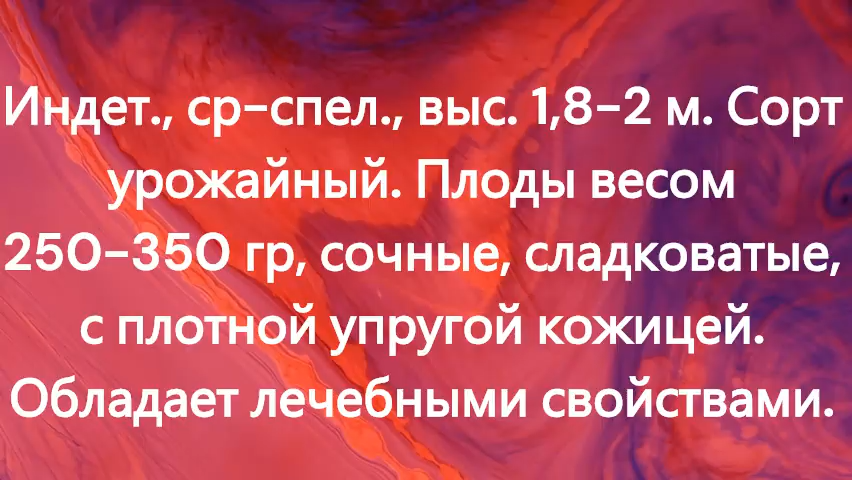 Индет., ср-спел., выс. 1,8-2 м. Сорт
урожайный. Плоды весом
250-350 гр, сочные, сладковатые,
с плотной упругой кожицей.
Обладает лечебными свойствами.